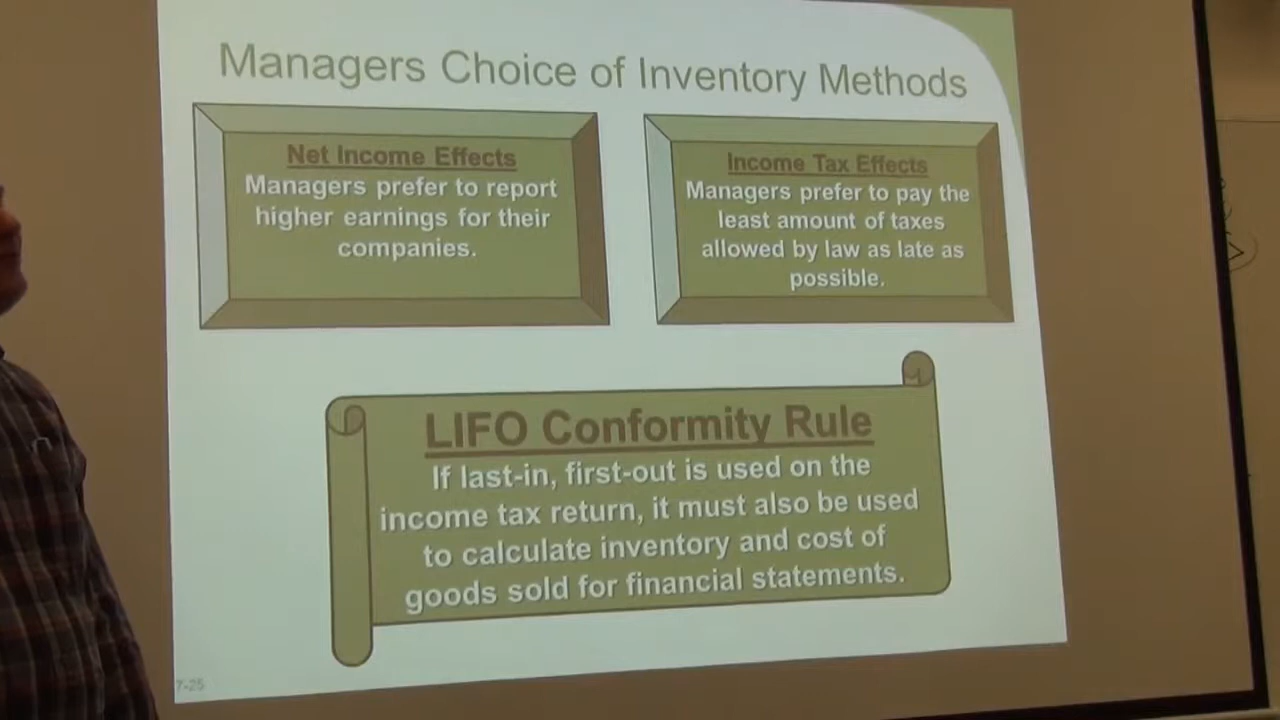 Managers Choice of Inventory Methods
Net Income Effects
Managers prefer to report
higher earnings for their
companies.
Income Tax Effects
Managers prefer to pay the
least amount of taxes
allowed by law as late as
possible.
LIFO Conformity Rule
If last-in, first-out is used on the
income tax return, it must also be used
to calculate inventory and cost of
goods sold for financial statements.
7-25